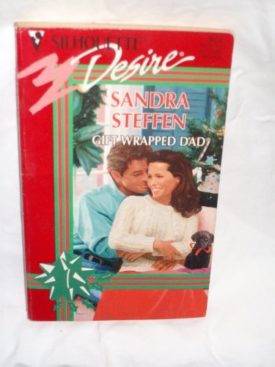 SILHOUETTE
Desire
SANDRA
STEFFEN
GIFT WRAPPED DAD